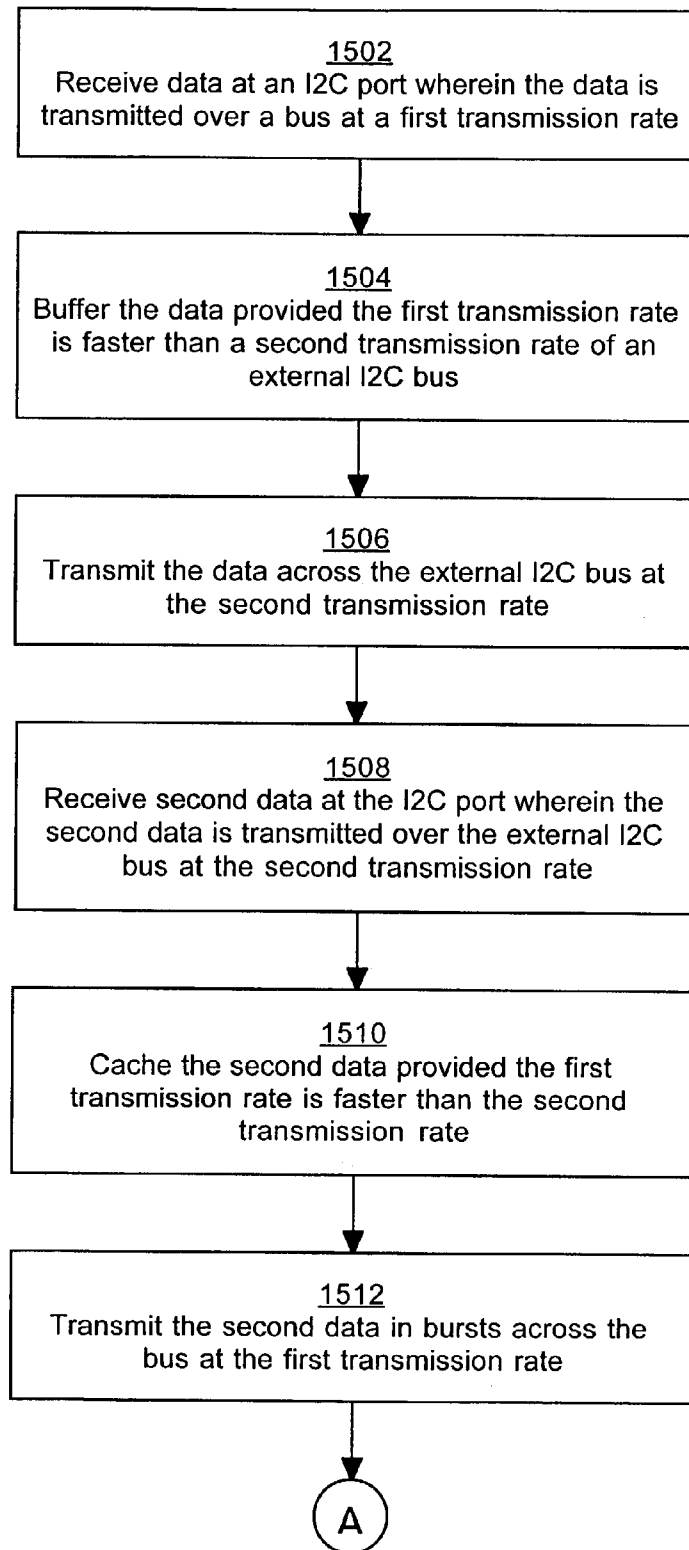 1502
Receive data at an I2C port wherein the data is
transmitted over a bus at a first transmission rate
1504
Buffer the data provided the first transmission rate
is faster than a second transmission rate of an
external I2C bus
1506
Transmit the data across the external I2C bus at
the second transmission rate
1508
Receive second data at the I2C port wherein the
second data is transmitted over the external I2C
bus at the second transmission rate
1510
Cache the second data provided the first
transmission rate is faster than the second
transmission rate
1512
Transmit the second data in bursts across the
bus at the first transmission rate
A